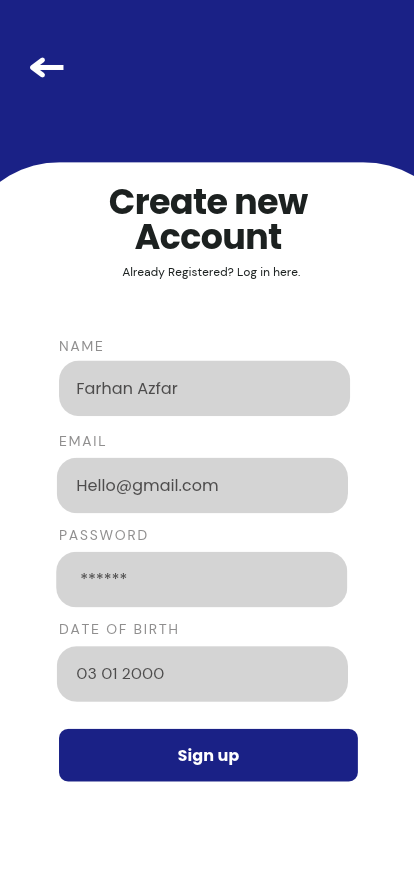 Create new
Account
Already Registered? Log in here.
NAME
Farhan Azfar
EMAIL
Hello@gmail.com
PASSWORD
******
DATE OF BIRTH
03 01 2000
Sign up